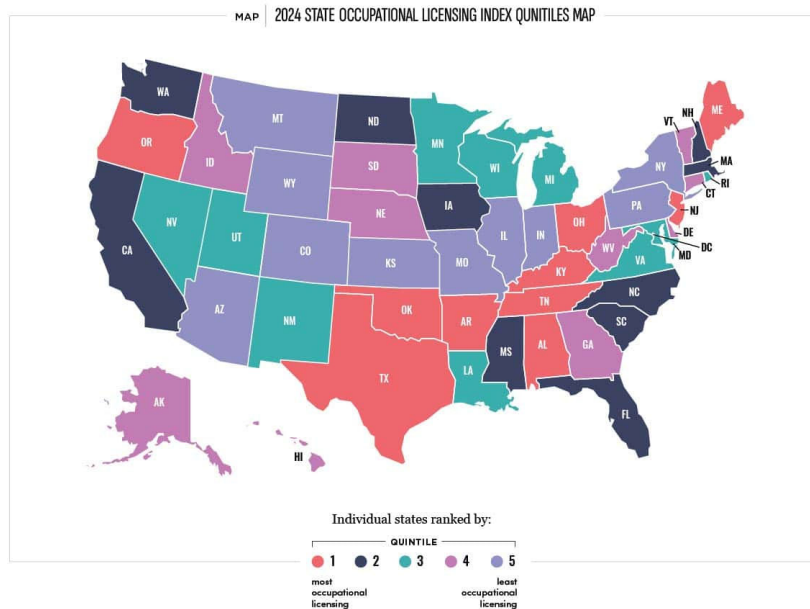 MAP | 2024 STATE OCCUPATIONAL LICENSING INDEX QUNITILES MAP
WA
MT
ND
MN
OR
ID
WY
SD
WI
MI
VT
NH
ME
NY
MA
RI
CT
NV
UT
CO
NE
IA
IL
IN
OH
PA
NJ
DE
DC
MD
CA
KS
MO
KY
WV
VA
AZ
NM
OK
AR
TN
NC
SC
TX
LA
MS
AL
GA
FL
AK
HI
Individual states ranked by:
QUINTILE
1 2 3 4 5
most occupational licensing
least occupational licensing